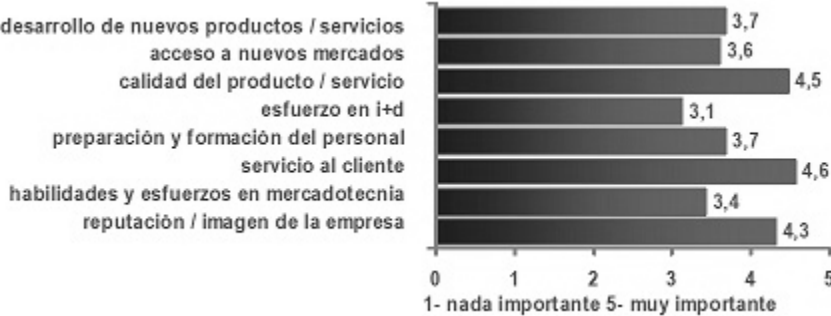 desarrollo de nuevos productos / servicios 3,7
acceso a nuevos mercados 3,6
calidad del producto / servicio 4,5
esfuerzo en i+d 3,1
preparación y formación del personal 3,7
servicio al cliente 4,6
habilidades y esfuerzos en mercadotecnia 3,4
reputación / imagen de la empresa 4,3
0 1 2 3 4 5
1- nada importante 5- muy importante